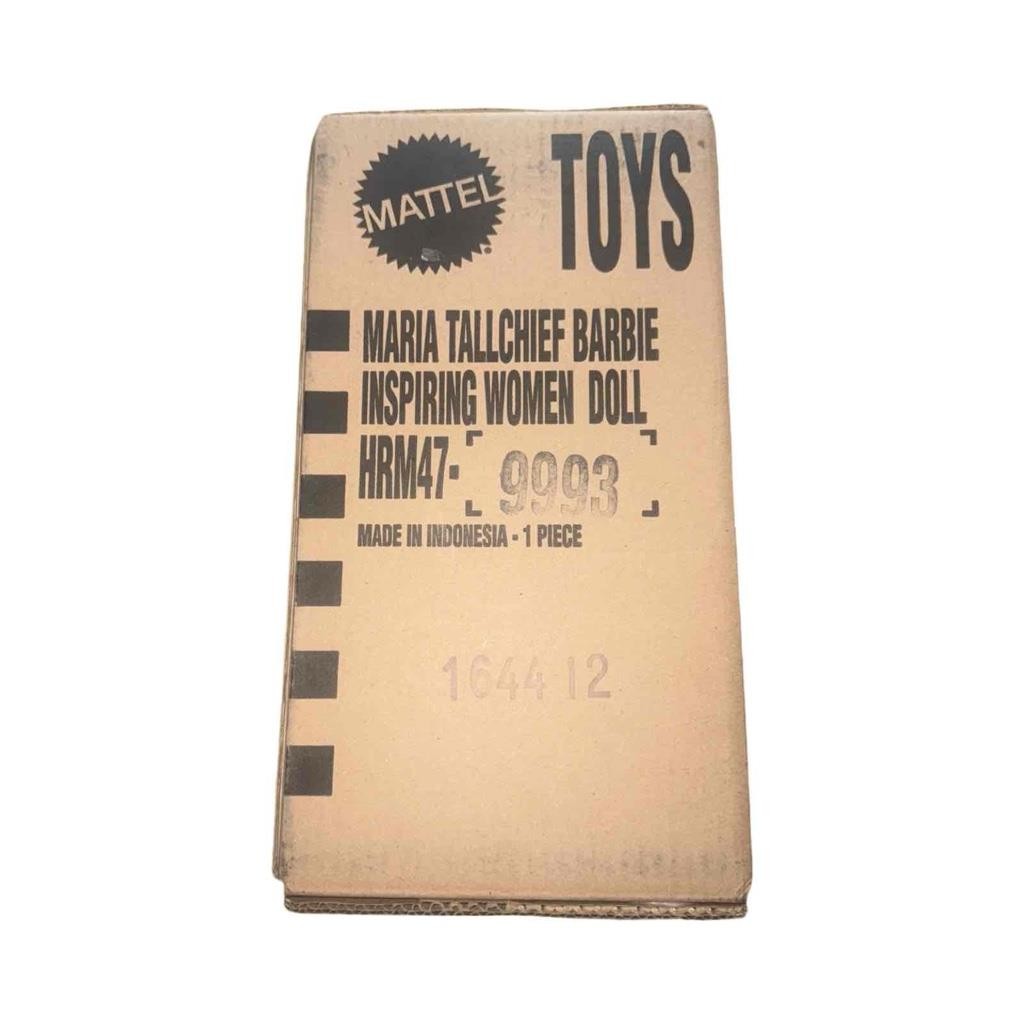 MATTEL
TOYS
MARIA TALLCHIEF BARBIE
INSPIRING WOMEN DOLL
HRM47- 9993
MADE IN INDONESIA - 1 PIECE
1644 12